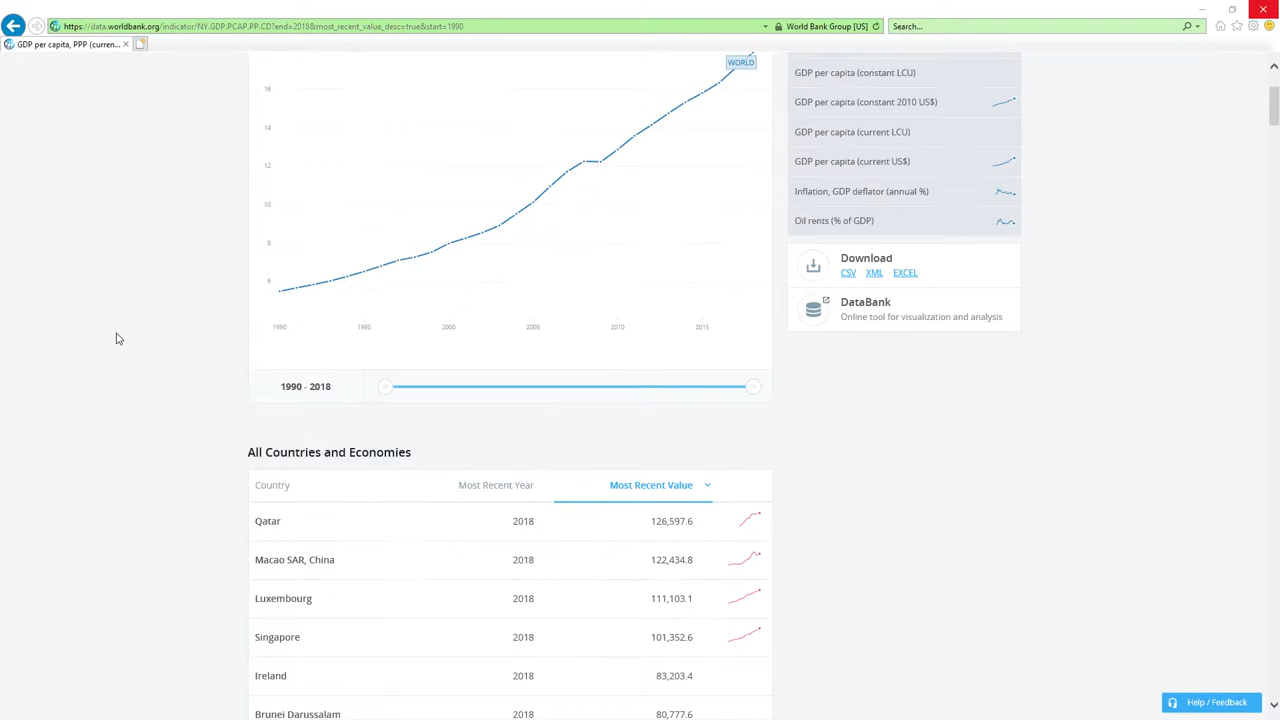 https://data.worldbank.org/indicator/NY.GDP.PCAP.PP.CD?end=2018&most_recent_value_desc=true&start=1990
World Bank Group [US]
Search...
GDP per capita, PPP (curren...
WORLD
16
14
12
10
8
6
1990
1995
2000
2005
2010
2015
1990 - 2018
GDP per capita (constant LCU)
GDP per capita (constant 2010 US$)
GDP per capita (current LCU)
GDP per capita (current US$)
Inflation, GDP deflator (annual %)
Oil rents (% of GDP)
Download
CSV XML EXCEL
DataBank
Online tool for visualization and analysis
All Countries and Economies
Country Most Recent Year Most Recent Value
Qatar 2018 126,597.6
Macao SAR, China 2018 122,434.8
Luxembourg 2018 111,103.1
Singapore 2018 101,352.6
Ireland 2018 83,203.4
Brunei Darussalam 2018 80,777.6
Help / Feedback